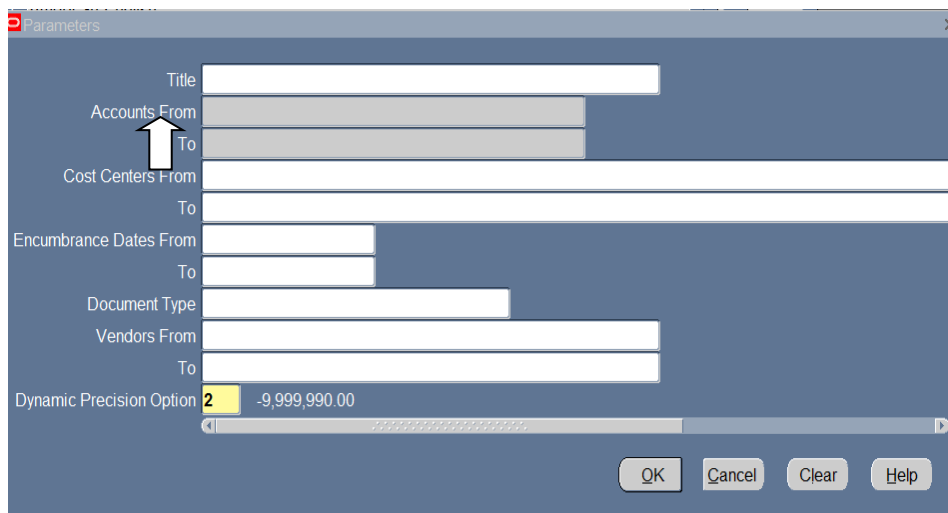 Parameters
Title
Accounts From
To
Cost Centers From
To
Encumbrance Dates From
To
Document Type
Vendors From
To
Dynamic Precision Option 2 -9,999,990.00
OK Cancel Clear Help